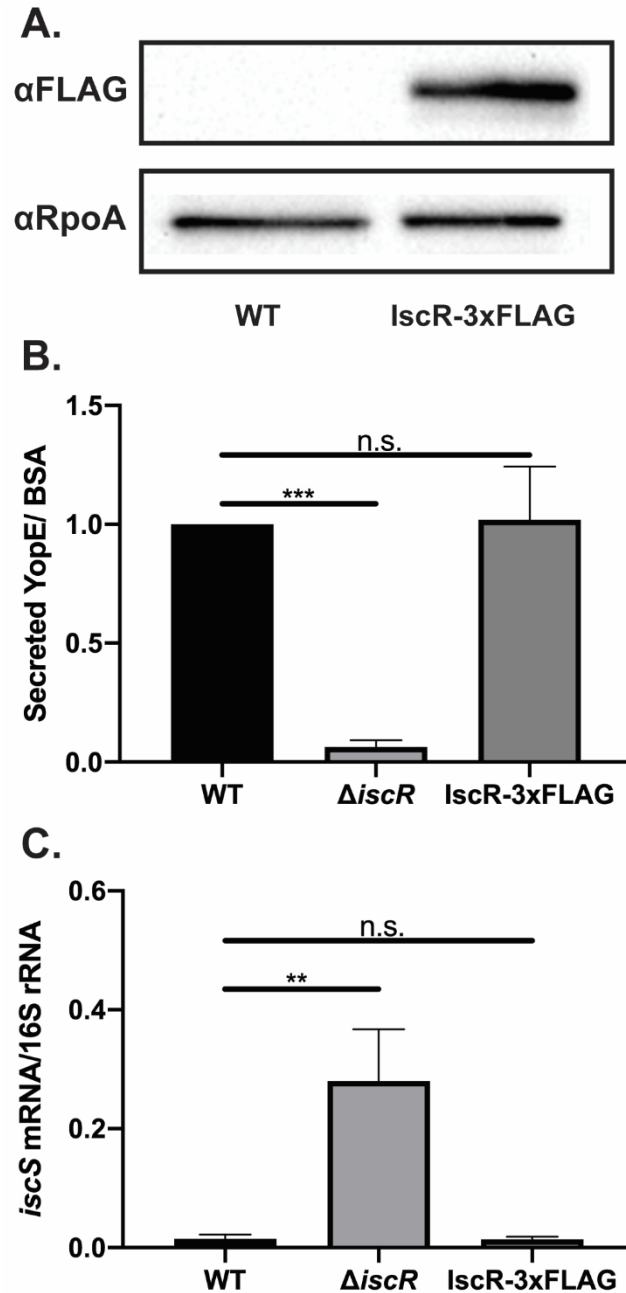 A.
αFLAG
αRpoA
WT IscR-3xFLAG
B.
Secreted YopE/ BSA
1.5
1.0
0.5
0.0
n.s.
***
WT ΔiscR IscR-3xFLAG
C.
iscS mRNA/16S rRNA
0.6
0.4
0.2
0.0
n.s.
**
WT ΔiscR IscR-3xFLAG